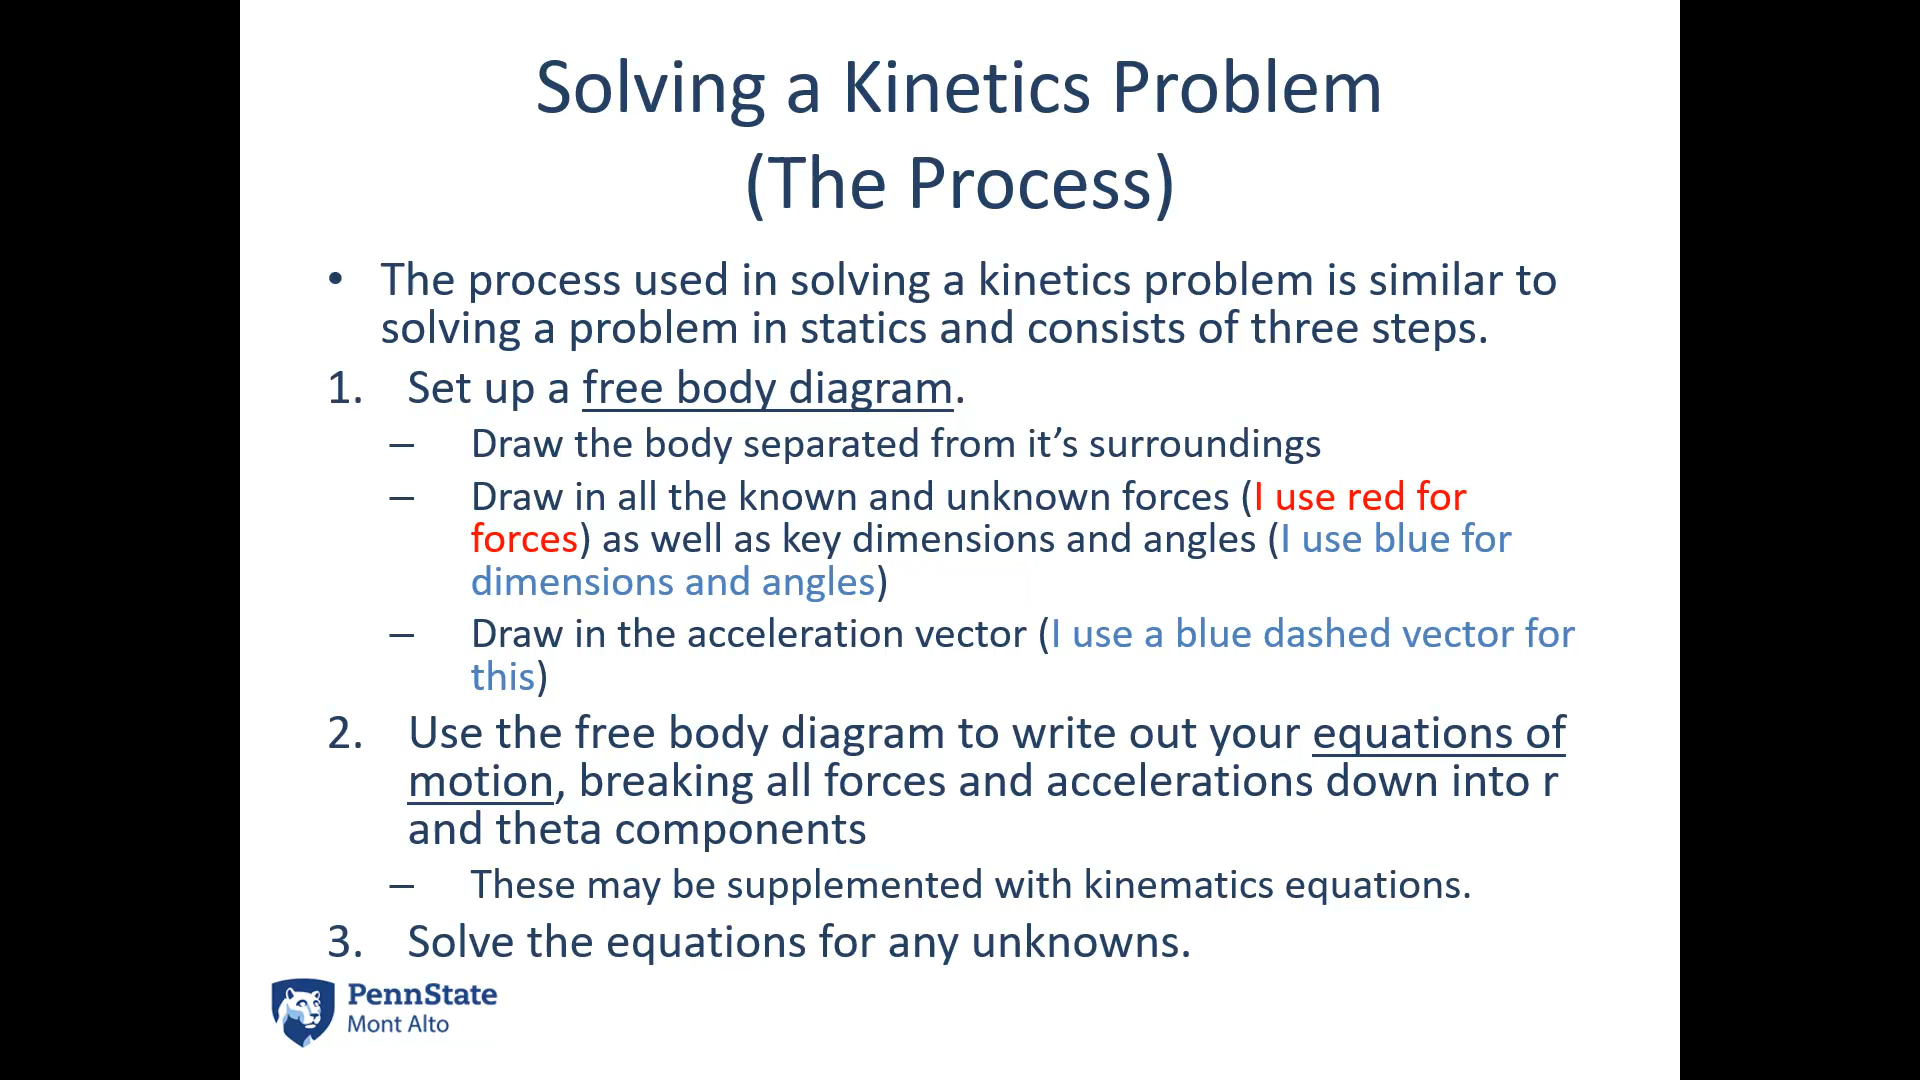 Solving a Kinetics Problem
(The Process)
• The process used in solving a kinetics problem is similar to
solving a problem in statics and consists of three steps.
1. Set up a free body diagram.
– Draw the body separated from it’s surroundings
– Draw in all the known and unknown forces (I use red for
forces) as well as key dimensions and angles (I use blue for
dimensions and angles)
– Draw in the acceleration vector (I use a blue dashed vector for
this)
2. Use the free body diagram to write out your equations of
motion, breaking all forces and accelerations down into r
and theta components
– These may be supplemented with kinematics equations.
3. Solve the equations for any unknowns.
PennState
Mont Alto